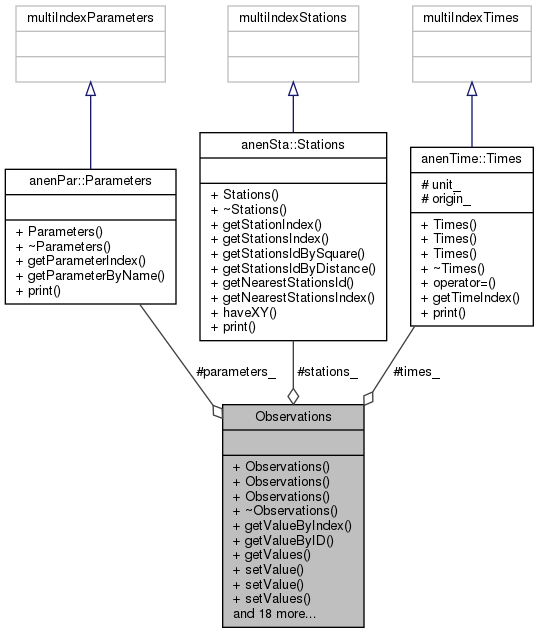 multiIndexParameters
multiIndexStations
multiIndexTimes
anenPar::Parameters
+ Parameters()
+ ~Parameters()
+ getParameterIndex()
+ getParameterByName()
+ print()
anenSta::Stations
+ Stations()
+ ~Stations()
+ getStationIndex()
+ getStationsIndex()
+ getStationsIdBySquare()
+ getStationsIdByDistance()
+ getNearestStationsId()
+ getNearestStationsIndex()
+ haveXY()
+ print()
anenTime::Times
# unit_
# origin_
+ Times()
+ Times()
+ Times()
+ ~Times()
+ operator=()
+ getTimeIndex()
+ print()
#parameters_
#stations_
#times_
Observations
+ Observations()
+ Observations()
+ Observations()
+ ~Observations()
+ getValueByIndex()
+ getValueByID()
+ getValues()
+ setValue()
+ setValue()
+ setValues()
and 18 more...